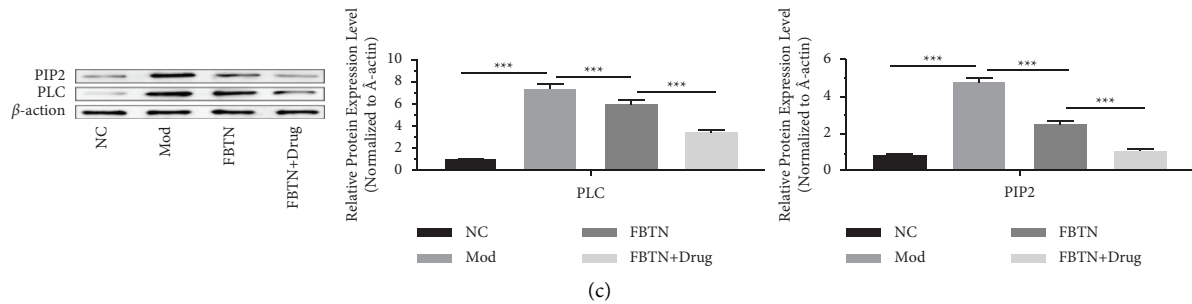 PIP2
PLC
β-action
NC
Mod
FBTN
FBTN+Drug
Relative Protein Expression Level
(Normalized to Å-actin)
10
8
6
4
2
0
***
***
***
PLC
NC
FBTN
Mod
FBTN+Drug
Relative Protein Expression Level
(Normalized to Å-actin)
6
4
2
0
***
***
***
PIP2
NC
FBTN
Mod
FBTN+Drug
(c)